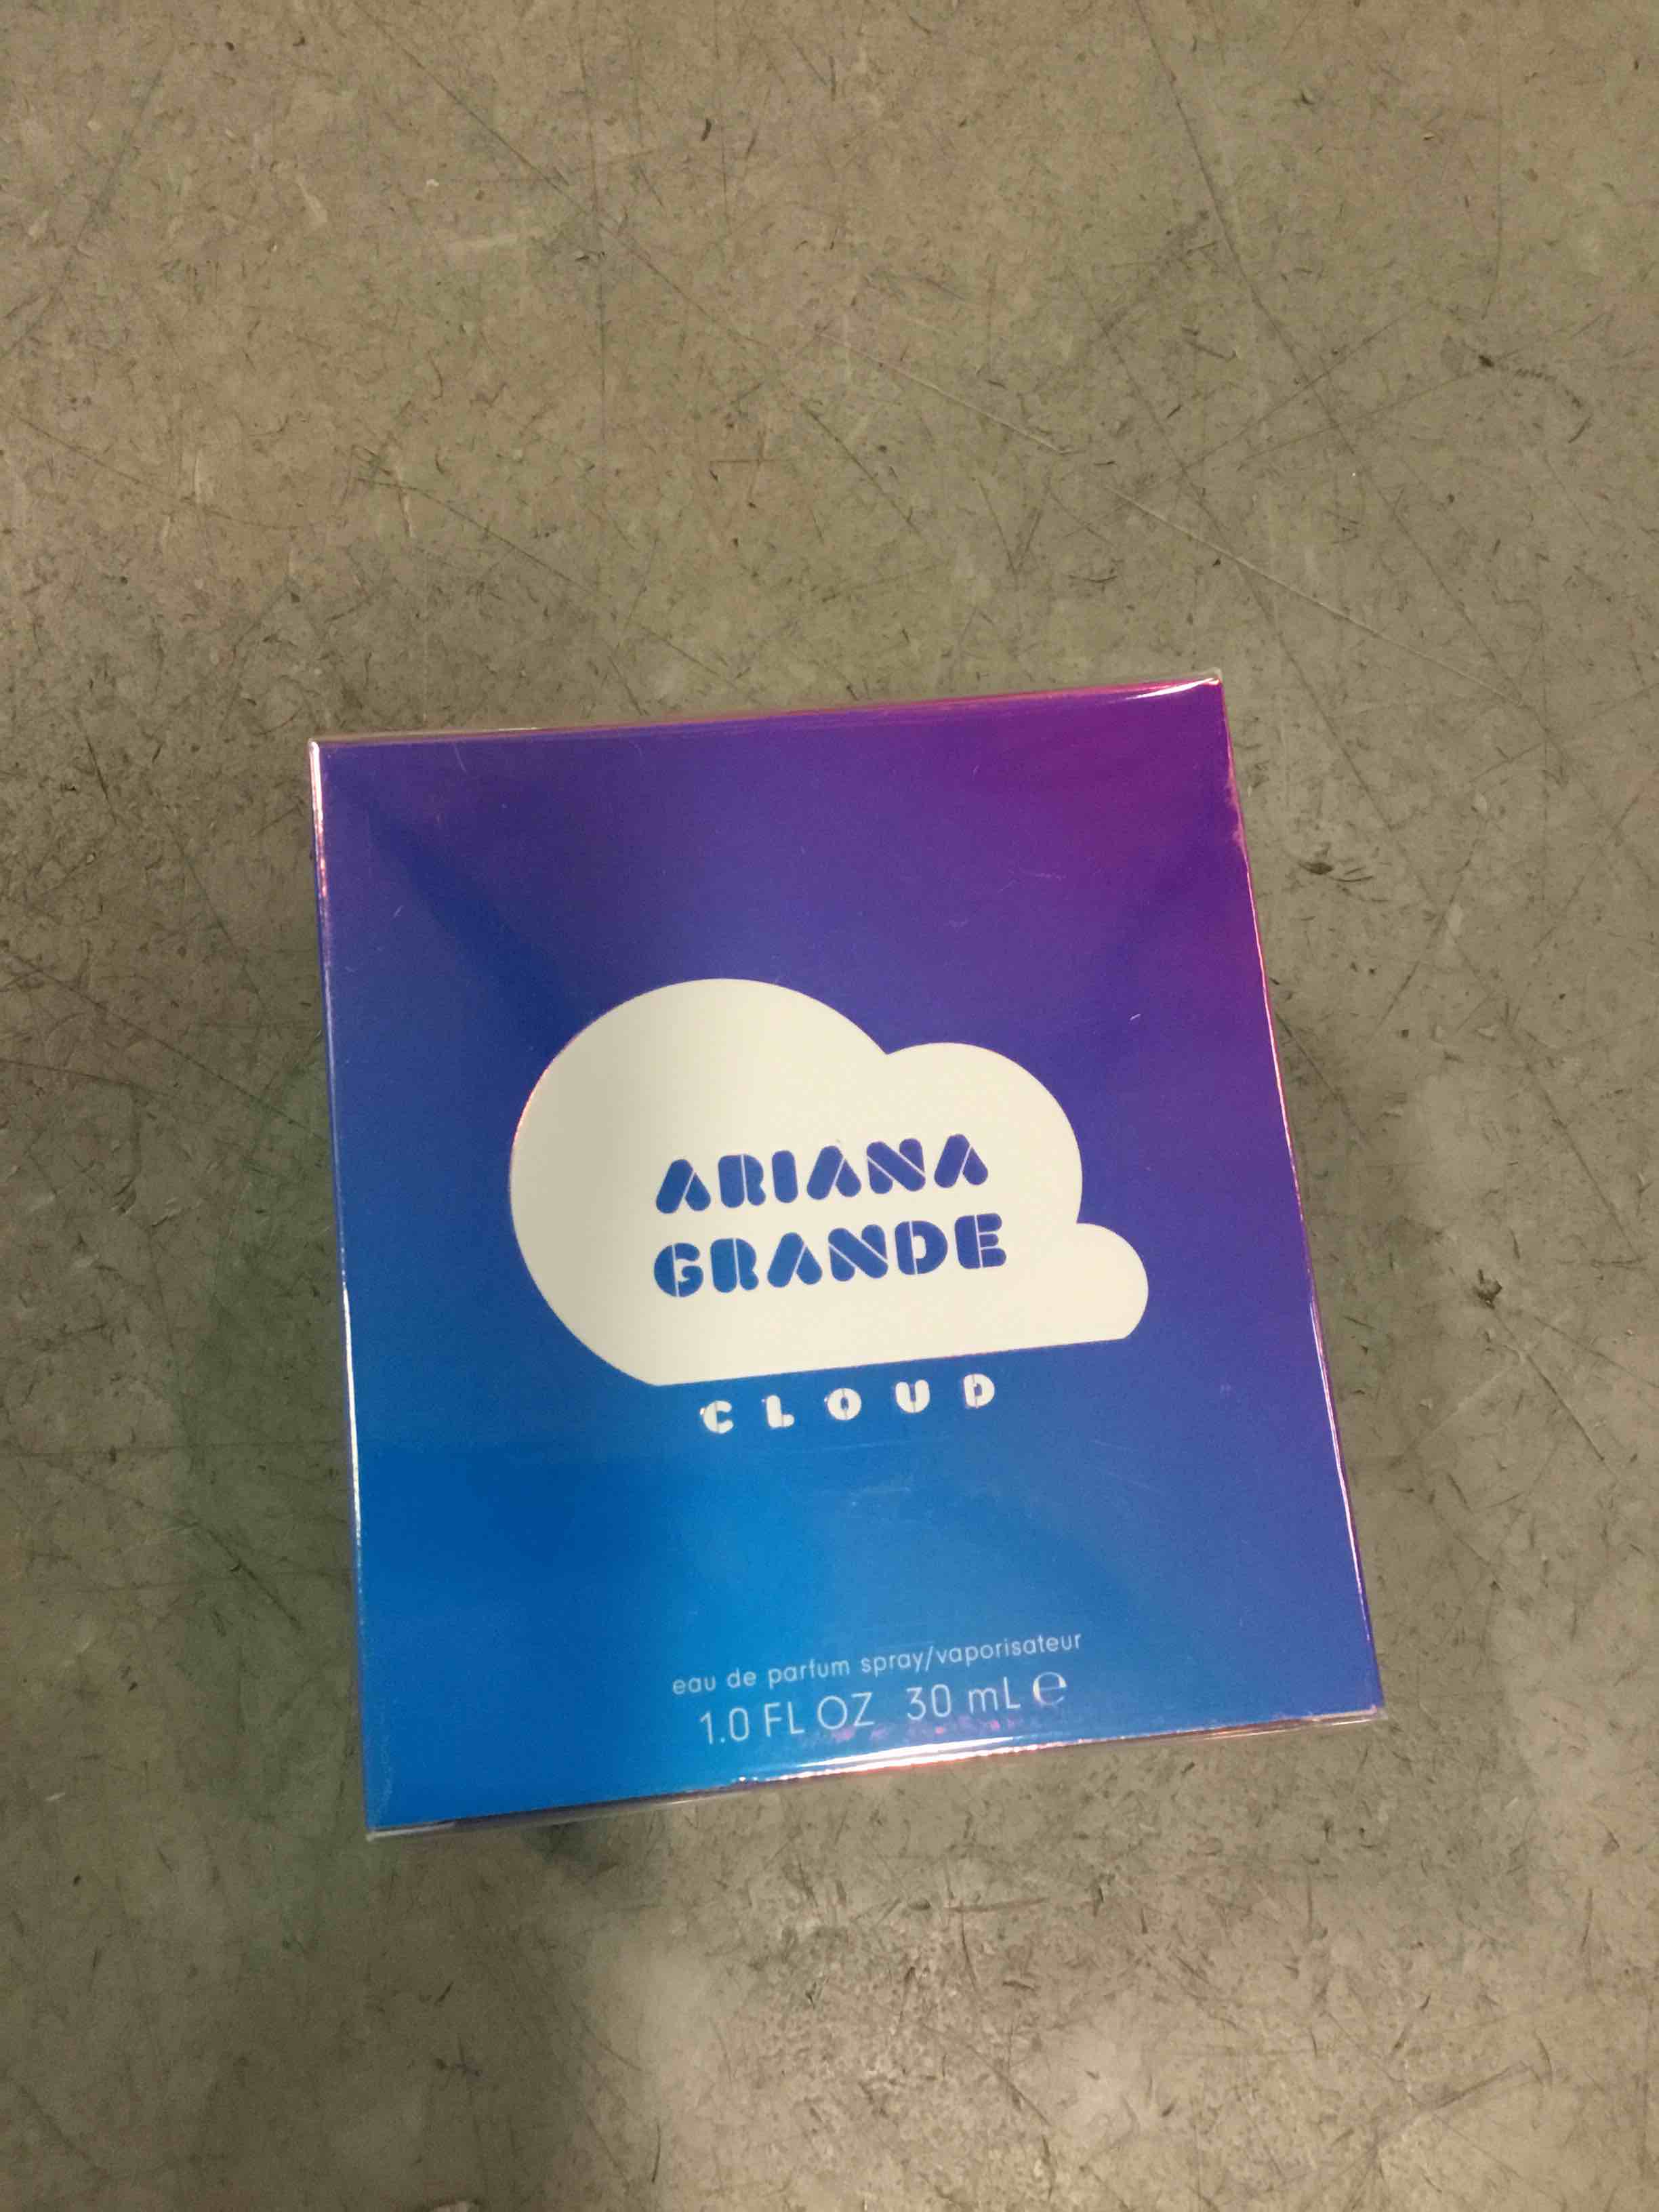 ARIANA
GRANDE
CLOUD
eau de parfum spray/vaporisateur
1.0 FL OZ 30 mL ℮